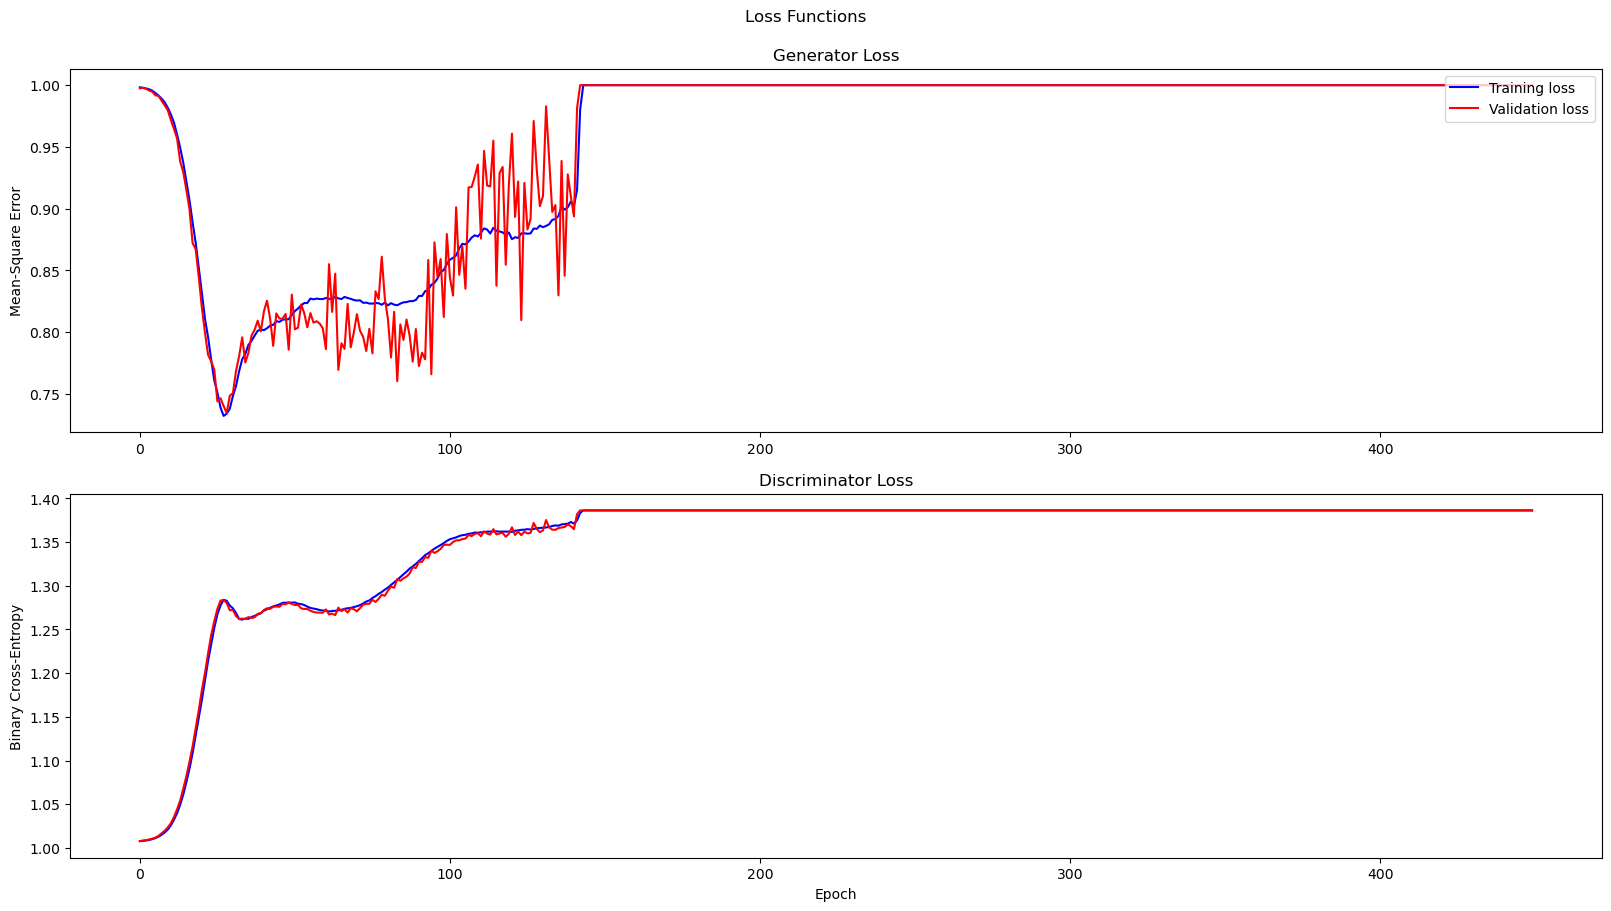 Loss Functions
Generator Loss
Mean-Square Error
1.00
0.95
0.90
0.85
0.80
0.75
Training loss
Validation loss
0 100 200 300 400
Discriminator Loss
Binary Cross-Entropy
1.40
1.35
1.30
1.25
1.20
1.15
1.10
1.05
1.00
0 100 200 300 400
Epoch